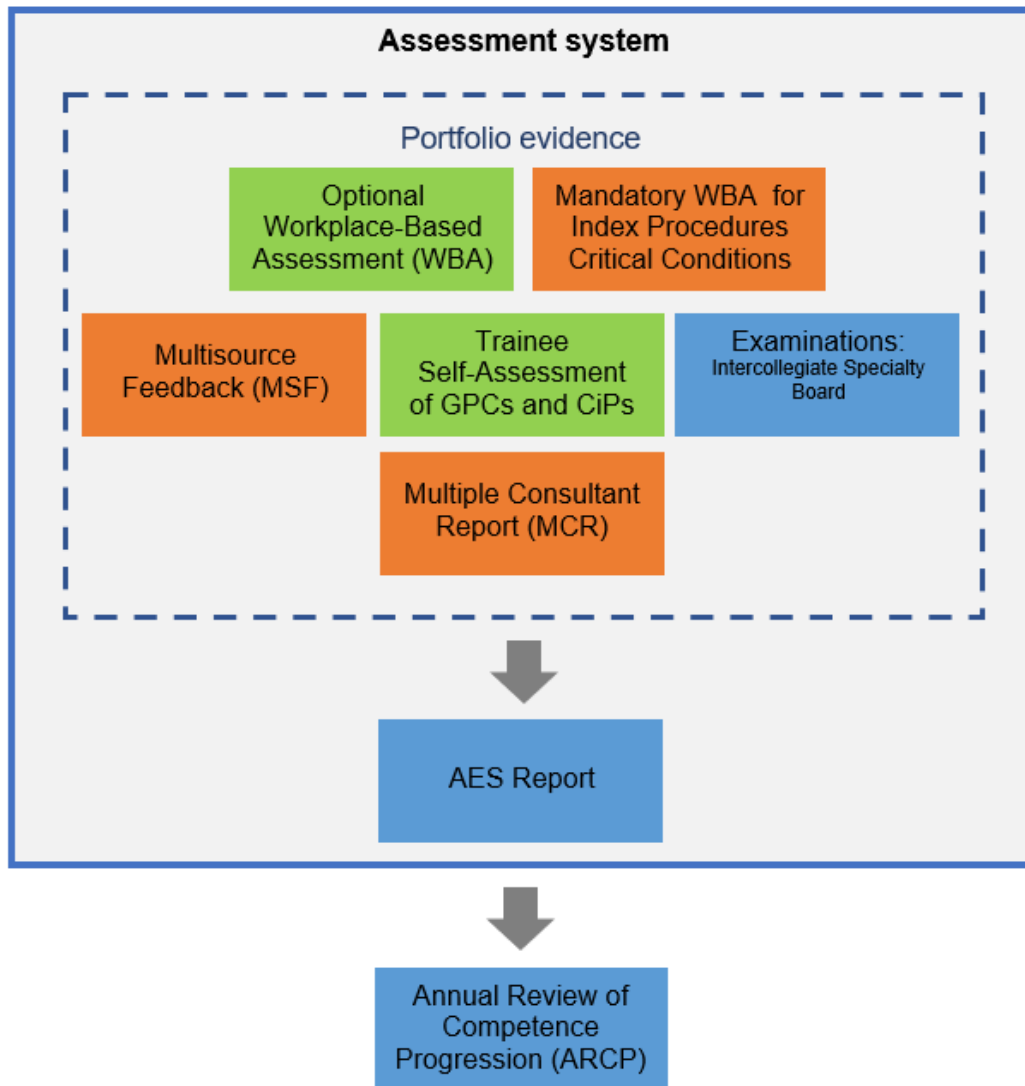 Assessment system
Portfolio evidence
Optional
Workplace-Based
Assessment (WBA)
Mandatory WBA for
Index Procedures
Critical Conditions
Multisource
Feedback (MSF)
Trainee
Self-Assessment
of GPCs and CiPs
Examinations:
Intercollegiate Specialty
Board
Multiple Consultant
Report (MCR)
AES Report
Annual Review of
Competence
Progression (ARCP)